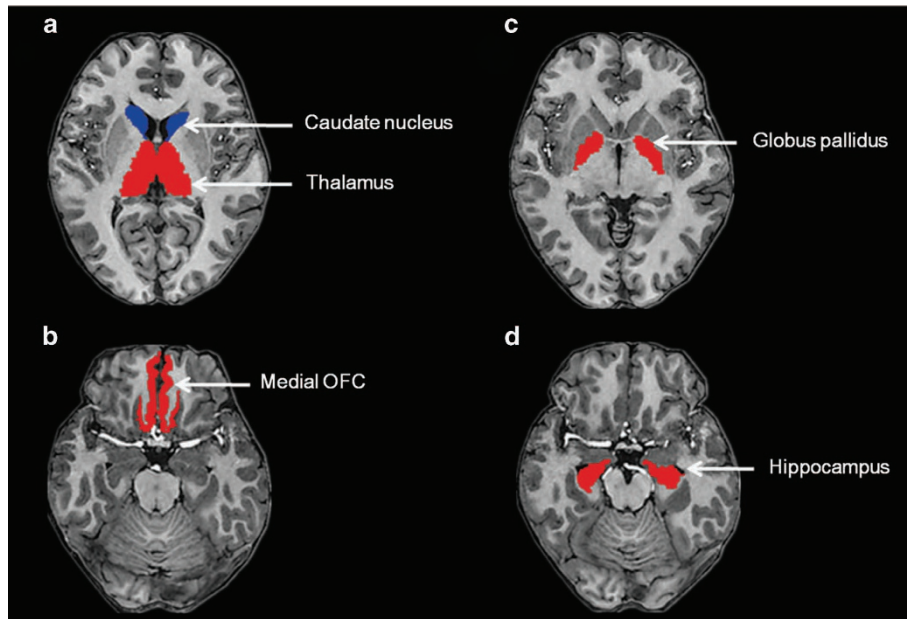 a
Caudate nucleus
Thalamus
b
Medial OFC
c
Globus pallidus
d
Hippocampus